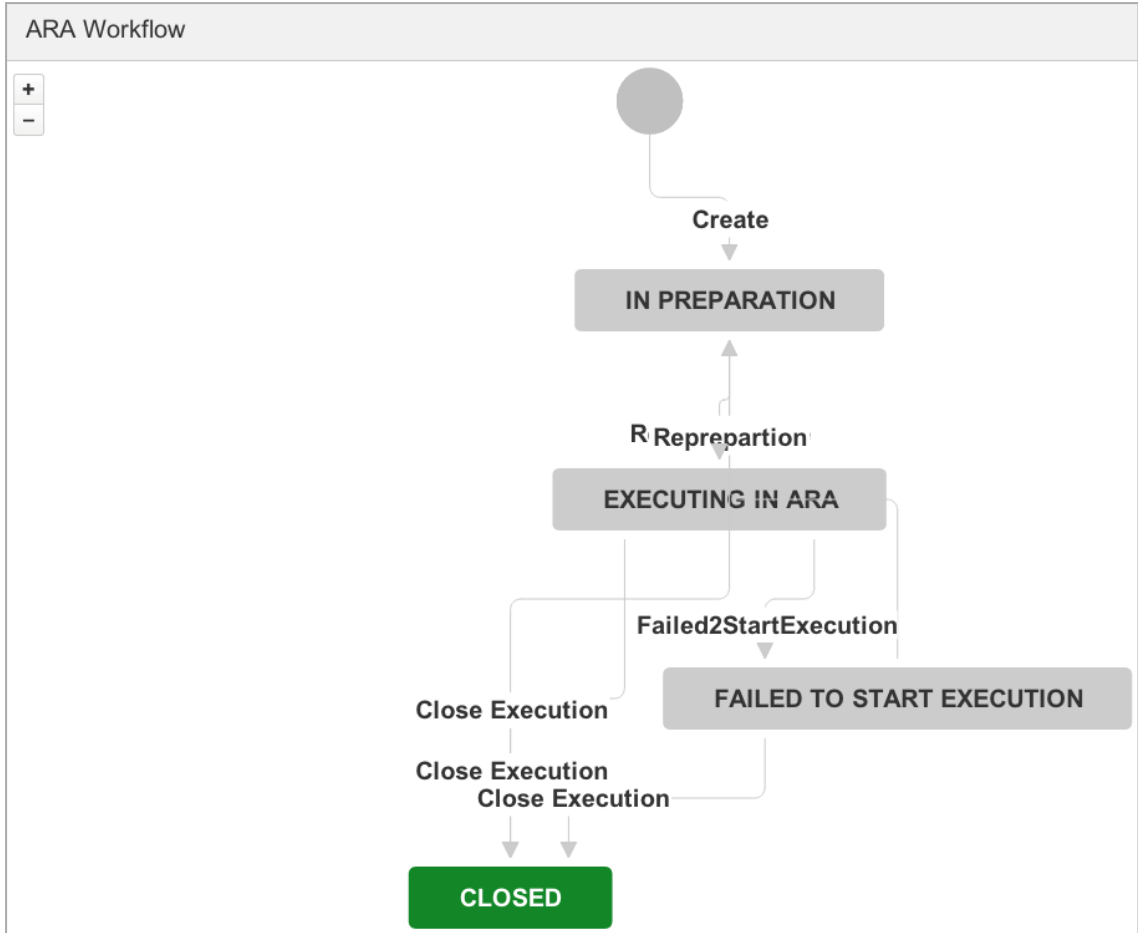 ARA Workflow
+
−
Create
IN PREPARATION
Reprepartion
EXECUTING IN ARA
Failed2StartExecution
FAILED TO START EXECUTION
Close Execution
Close Execution
Close Execution
CLOSED